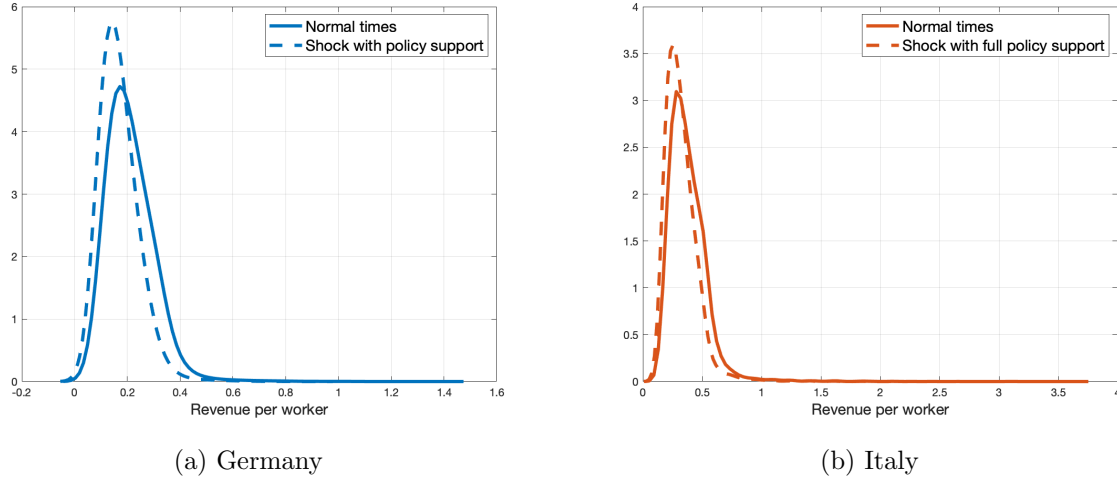 6
5
4
3
2
1
0
-0.2 0 0.2 0.4 0.6 0.8 1 1.2 1.4 1.6
Revenue per worker
Normal times
Shock with policy support
(a) Germany
4
3.5
3
2.5
2
1.5
1
0.5
0
0 0.5 1 1.5 2 2.5 3 3.5 4
Revenue per worker
Normal times
Shock with full policy support
(b) Italy